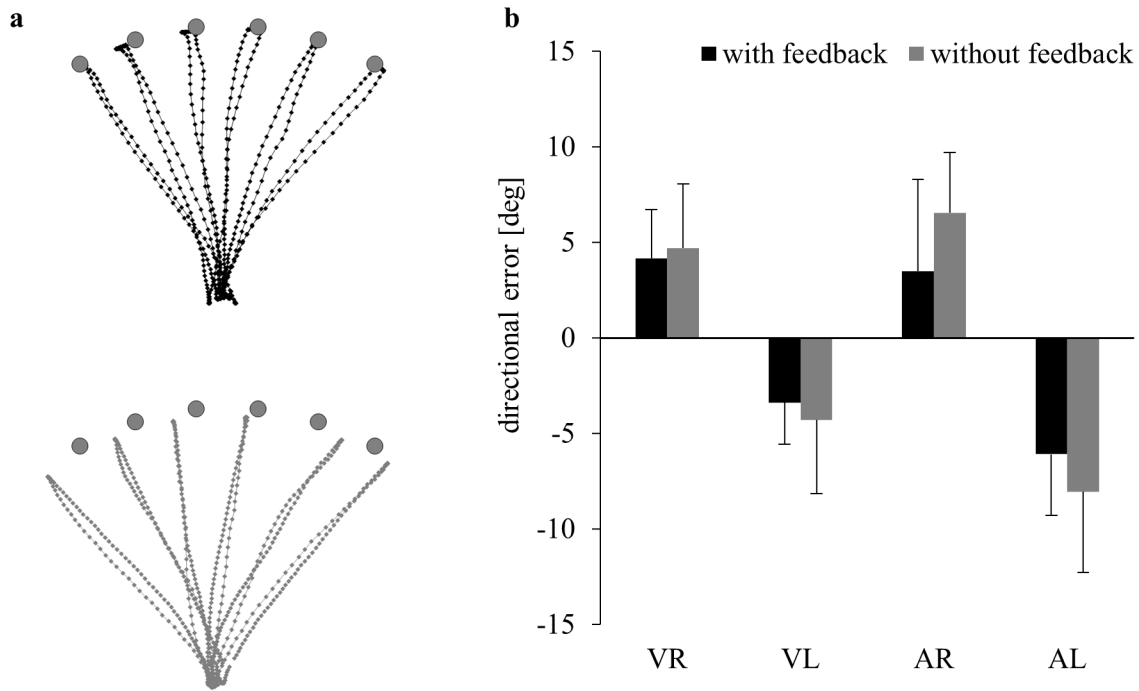 a
b
with feedback
without feedback
directional error [deg]
15
10
5
0
-5
-10
-15
VR VL AR AL